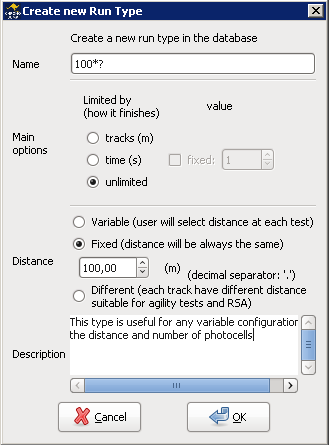 Create new Run Type
Create a new run type in the database
Name
100*?
Limited by
(how it finishes)
value
Main
options
tracks (m)
time (s)
fixed:
1
unlimited
Variable (user will select distance at each test)
Fixed (distance will be always the same)
Distance
100,00
(m)
(decimal separator: '.')
Different (each track have different distance
suitable for agility tests and RSA)
This type is useful for any variable configuration
the distance and number of photocells
Description
Cancel
OK